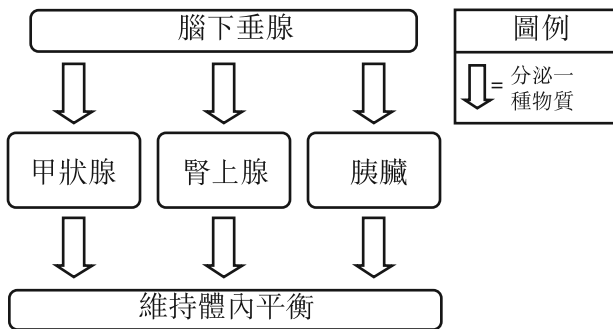 腦下垂腺
圖例
= 分泌一
種物質
甲狀腺
腎上腺
胰臟
維持體內平衡